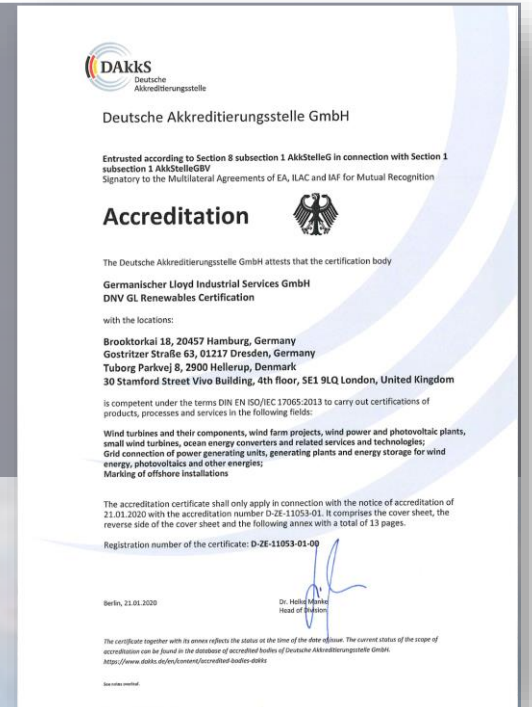 DAkkS
Deutsche
Akkreditierungsstelle
Deutsche Akkreditierungsstelle GmbH
Entrusted according to Section 8 subsection 1 AkkStelleG in connection with Section 1
subsection 1 AkkStelleGBV
Signatory to the Multilateral Agreements of EA, ILAC and IAF for Mutual Recognition
Accreditation
The Deutsche Akkreditierungsstelle GmbH attests that the certification body
Germanischer Lloyd Industrial Services GmbH
DNV GL Renewables Certification
with the locations:
Brooktorkai 18, 20457 Hamburg, Germany
Gostritzer Straße 63, 01217 Dresden, Germany
Tuborg Parkvej 8, 2900 Hellerup, Denmark
30 Stamford Street Vivo Building, 4th floor, SE1 9LQ London, United Kingdom
is competent under the terms DIN EN ISO/IEC 17065:2013 to carry out certifications of
products, processes and services in the following fields:
Wind turbines and their components, wind farm projects, wind power and photovoltaic plants,
small wind turbines, ocean energy converters and related services and technologies;
Grid connection of power generating units, generating plants and energy storage for wind
energy, photovoltaics and other energies;
Marking of offshore installations
The accreditation certificate shall only apply in connection with the notice of accreditation of
21.01.2020 with the accreditation number D-ZE-11053-01. It comprises the cover sheet, the
reverse side of the cover sheet and the following annex with a total of 13 pages.
Registration number of the certificate: D-ZE-11053-01-00
Berlin, 21.01.2020
Dr. Heike Manke
Head of Division
The certificate together with its annex reflects the status at the time of the date of issue. The current status of the scope of
accreditation can be found in the database of accredited bodies of Deutsche Akkreditierungsstelle GmbH.
https://www.dakks.de/en/content/accredited-bodies-dakks
See notes overleaf.